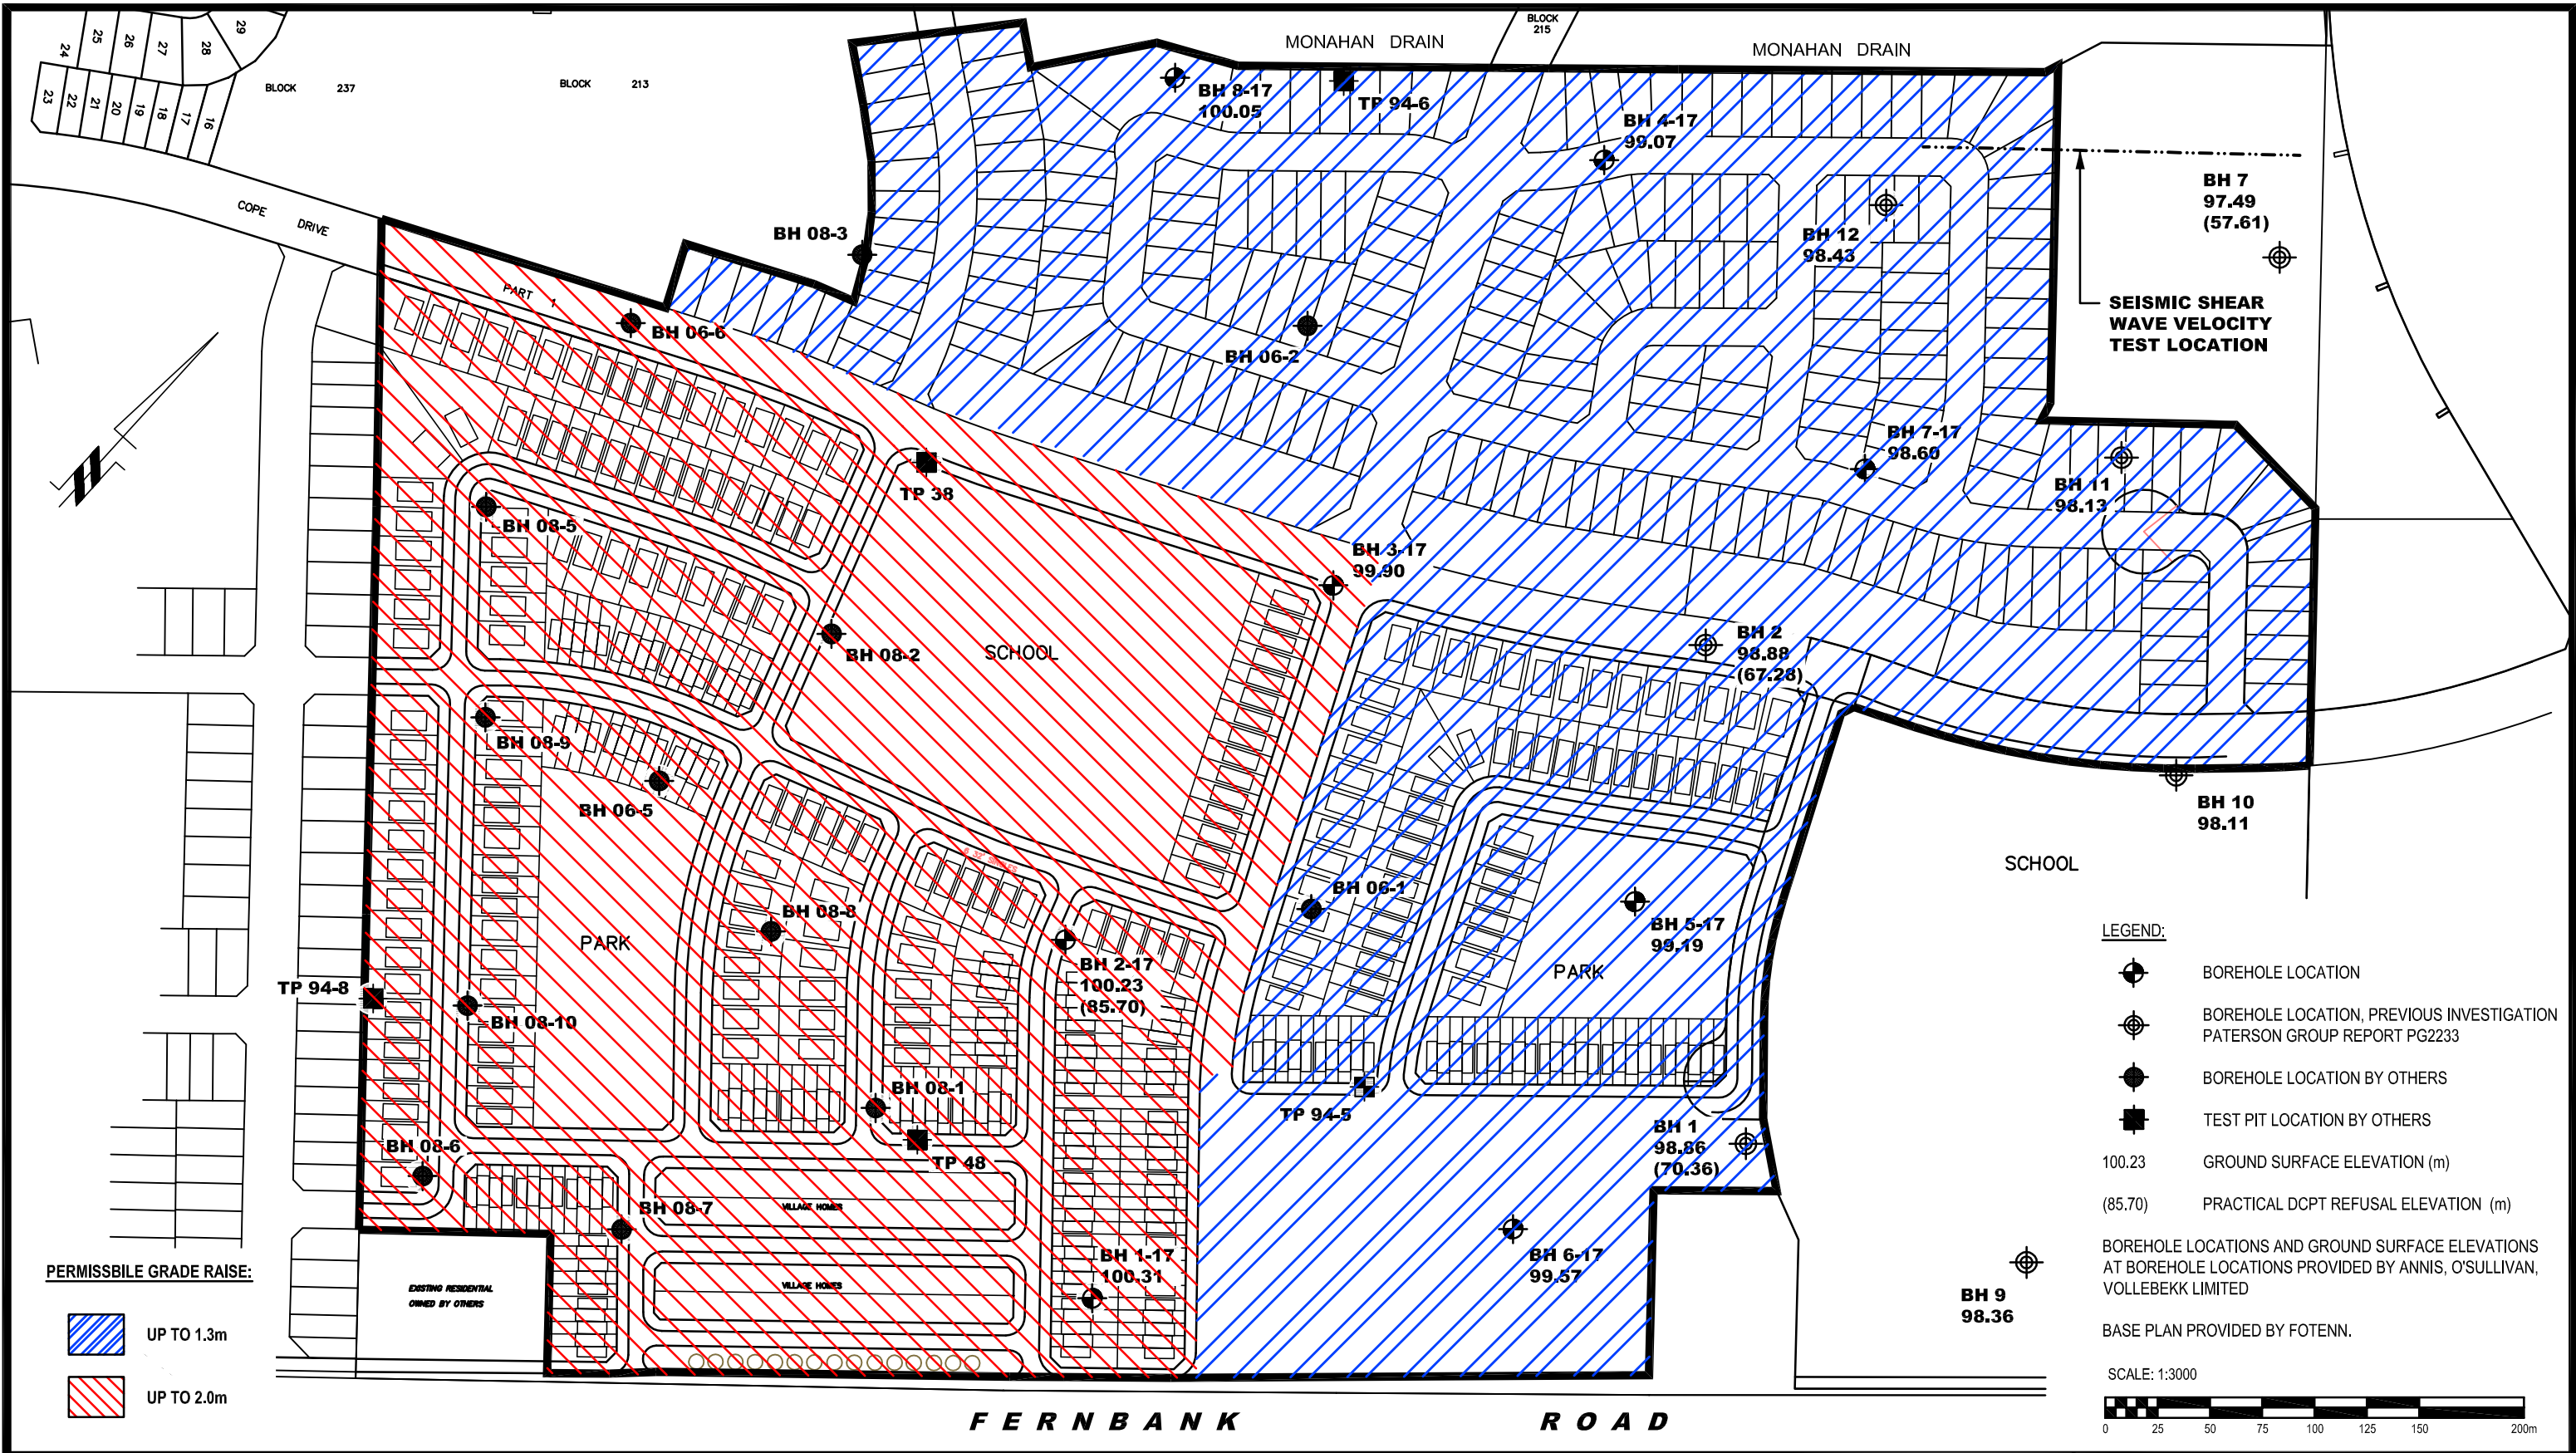 29
28
27
26
25
24
23
22
21
20
19
18
17
16
BLOCK 237
BLOCK 213
MONAHAN DRAIN
BLOCK
215
MONAHAN DRAIN
COPE DRIVE
PART 1
BH 8-17
100.05
TP 94-6
BH 4-17
99.07
BH 7
97.49
(57.61)
BH 08-3
BH 12
98.43
SEISMIC SHEAR
WAVE VELOCITY
TEST LOCATION
BH 06-6
BH 06-2
BH 7-17
98.60
TP 38
BH 11
98.13
BH 08-5
BH 3-17
99.90
BH 08-2
SCHOOL
BH 2
98.88
(67.28)
BH 08-9
BH 06-5
BH 10
98.11
SCHOOL
BH 06-1
BH 08-8
PARK
BH 5-17
99.19
PARK
BH 2-17
100.23
(85.70)
TP 94-8
BH 08-10
BH 08-1
TP 94-5
BH 1
98.86
(70.36)
BH 08-6
TP 48
BH 08-7
VILLAGE HOMES
BH 1-17
100.31
BH 6-17
99.57
VILLAGE HOMES
EXISTING RESIDENTIAL
OWNED BY OTHERS
BH 9
98.36
PERMISSBILE GRADE RAISE:
UP TO 1.3m
UP TO 2.0m
LEGEND:
BOREHOLE LOCATION
BOREHOLE LOCATION, PREVIOUS INVESTIGATION
PATERSON GROUP REPORT PG2233
BOREHOLE LOCATION BY OTHERS
TEST PIT LOCATION BY OTHERS
100.23 GROUND SURFACE ELEVATION (m)
(85.70) PRACTICAL DCPT REFUSAL ELEVATION (m)
BOREHOLE LOCATIONS AND GROUND SURFACE ELEVATIONS
AT BOREHOLE LOCATIONS PROVIDED BY ANNIS, O'SULLIVAN,
VOLLEBEKK LIMITED
BASE PLAN PROVIDED BY FOTENN.
SCALE: 1:3000
0 25 50 75 100 125 150 200m
FERNBANK ROAD